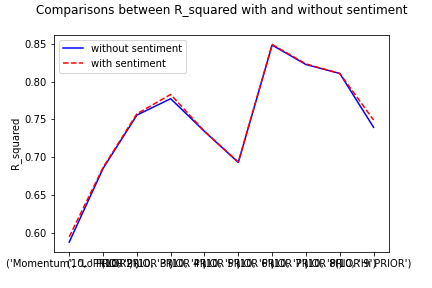 Comparisons between R_squared with and without sentiment
without sentiment
with sentiment
R_squared
0.85
0.80
0.75
0.70
0.65
0.60
('Momentum',
PRIOR')